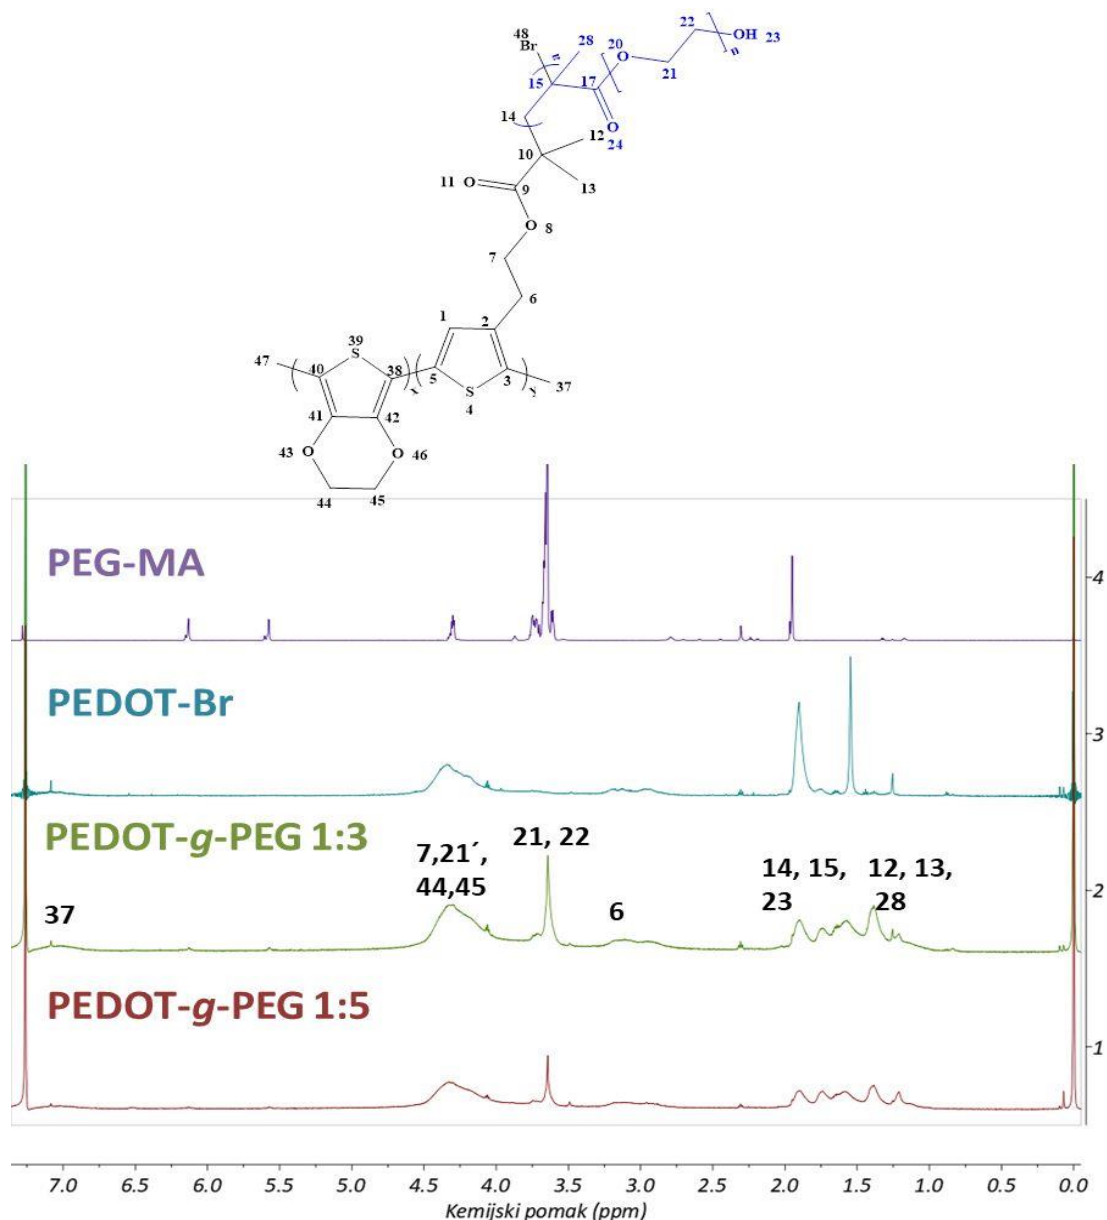 48
Br
n
28
20
O
22
OH 23
n
21
15
17
14
O
24
12
10
13
11 O
9
O 8
7
6
1
2
39
S
47
40
38
x
5
S
4
3
y
37
41
42
43 O
O 46
44
45
PEG-MA
4
PEDOT-Br
3
PEDOT-g-PEG 1:3
37
7,21´,
44,45
21, 22
6
14, 15,
23
12, 13,
28
2
PEDOT-g-PEG 1:5
1
7.0 6.5 6.0 5.5 5.0 4.5 4.0 3.5 3.0 2.5 2.0 1.5 1.0 0.5 0.0
Kemijski pomak (ppm)